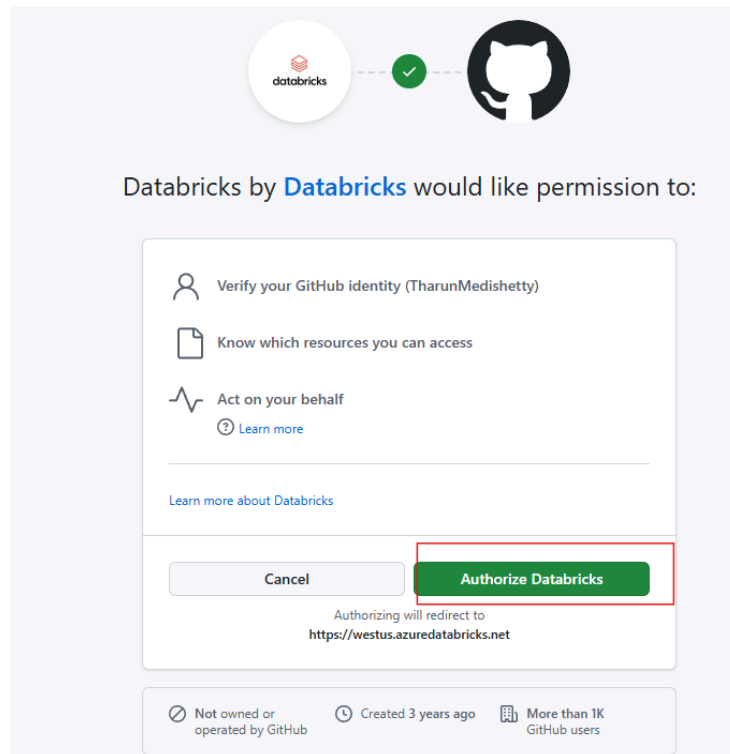 databricks
Databricks by Databricks would like permission to:
Verify your GitHub identity (TharunMedishetty)
Know which resources you can access
Act on your behalf
Learn more
Learn more about Databricks
Cancel
Authorize Databricks
Authorizing will redirect to
https://westus.azuredatabricks.net
Not owned or
operated by GitHub
Created 3 years ago
More than 1K
GitHub users